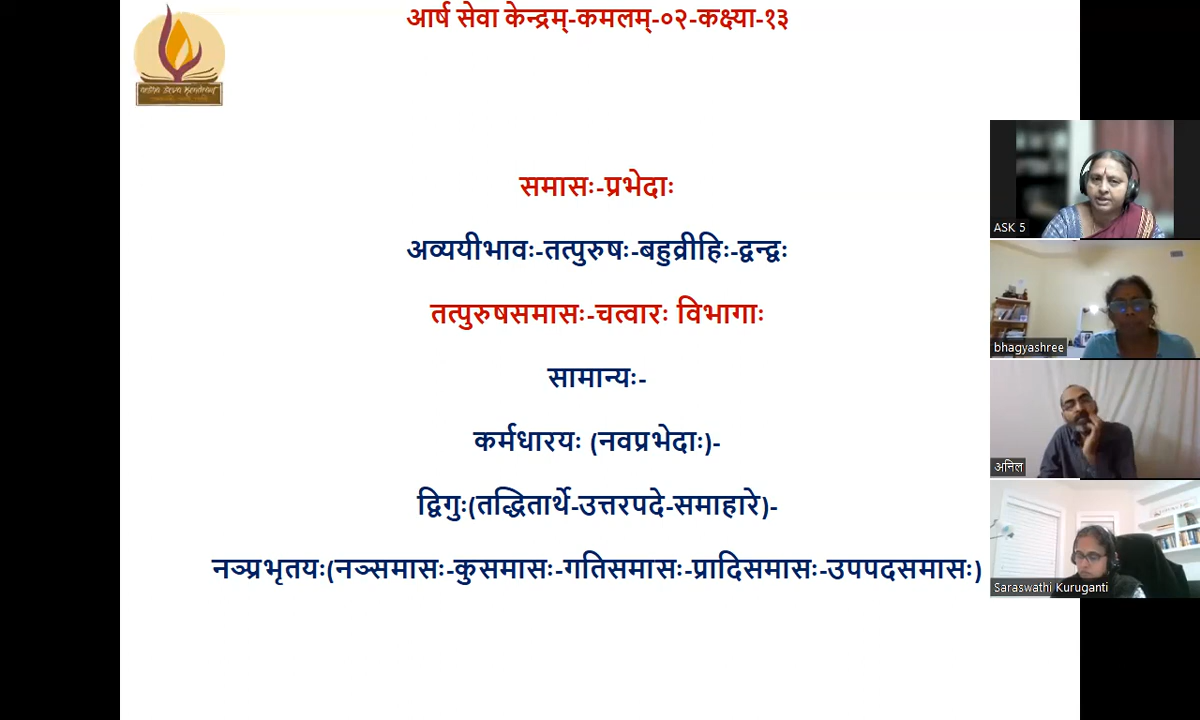 आर्ष सेवा केन्द्रम्-कमलम्-०२-कक्ष्या-१३
समासः-प्रभेदाः
अव्ययीभावः-तत्पुरुषः-बहुव्रीहिः-द्वन्द्वः
तत्पुरुषसमासः-चत्वारः विभागाः
सामान्यः-
कर्मधारयः (नवप्रभेदाः)-
द्विगुः(तद्धितार्थे-उत्तरपदे-समाहारे)-
नञ्प्रभृतयः(नञ्समासः-कुसमासः-गतिसमासः-प्रादिसमासः-उपपदसमासः)
ASK 5
bhagyashree
अनिल
Saraswathi Kuruganti